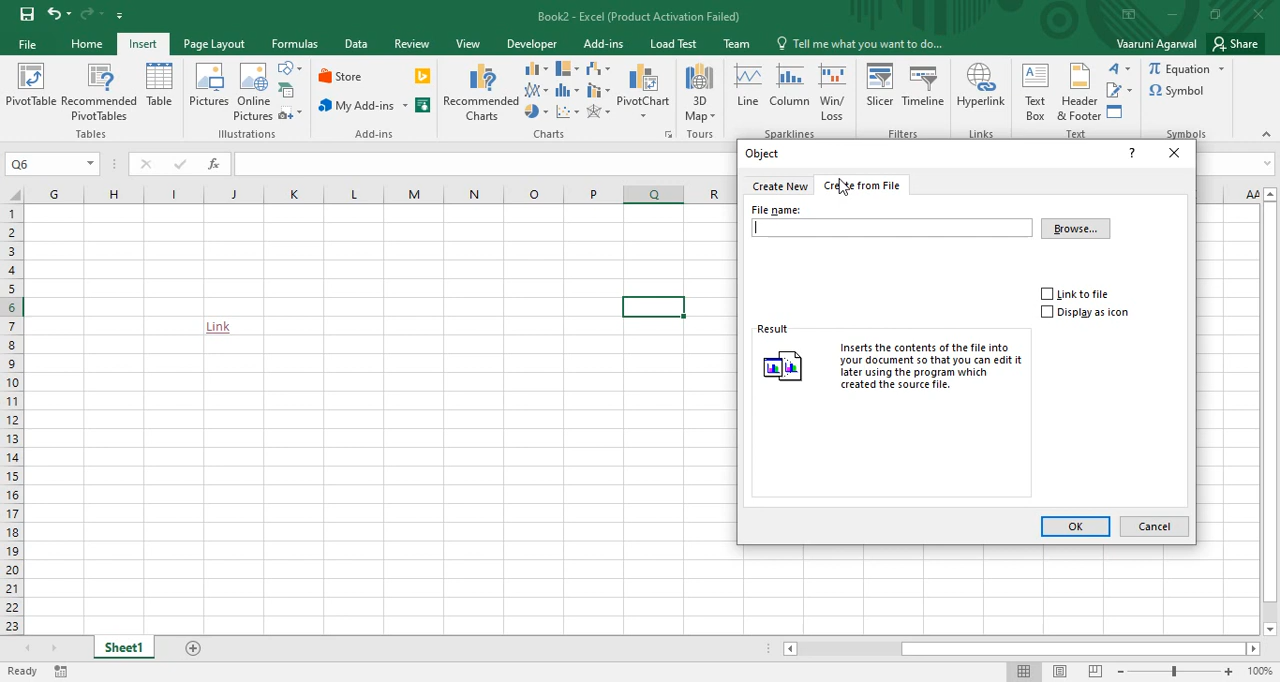 Book2 - Excel (Product Activation Failed)
File Home Insert Page Layout Formulas Data Review View Developer Add-ins Load Test Team Tell me what you want to do... Vaaruni Agarwal Share
PivotTable
Recommended
PivotTables
Table
Tables
Pictures
Online
Pictures
Illustrations
Store
My Add-ins
Add-ins
Recommended
Charts
PivotChart
Charts
3D
Map
Tours
Line
Column
Win/
Loss
Sparklines
Slicer
Timeline
Filters
Hyperlink
Links
Text
Box
Header
& Footer
Text
Equation
Symbol
Symbols
Q6
fx
G H I J K L M N O P Q R AA
1
2
3
4
5
6
7 Link
8
9
10
11
12
13
14
15
16
17
18
19
20
21
22
23
Object
?
Create New Create from File
File name:
Browse...
Link to file
Display as icon
Result
Inserts the contents of the file into
your document so that you can edit it
later using the program which
created the source file.
OK Cancel
Sheet1
Ready
100%